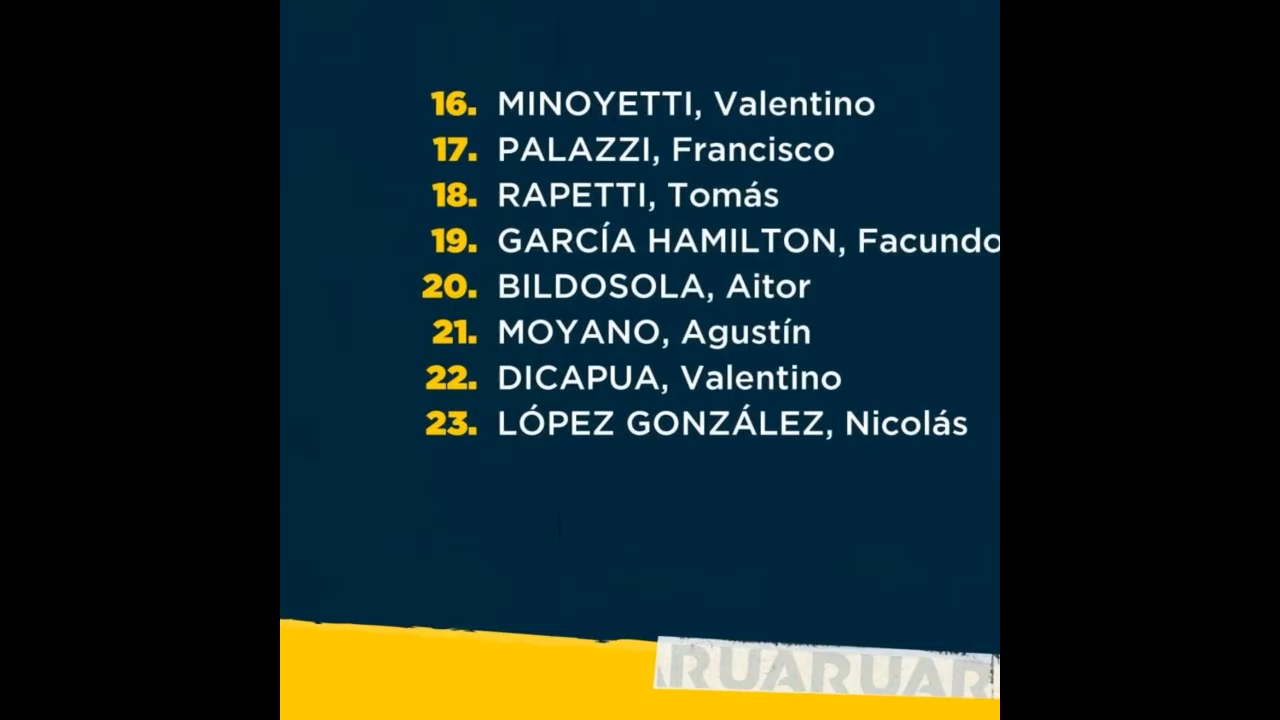 16. MINOYETTI, Valentino
17. PALAZZI, Francisco
18. RAPETTI, Tomás
19. GARCÍA HAMILTON, Facundo
20. BILDOSOLA, Aitor
21. MOYANO, Agustín
22. DICAPUA, Valentino
23. LÓPEZ GONZÁLEZ, Nicolás
ARUARUAR